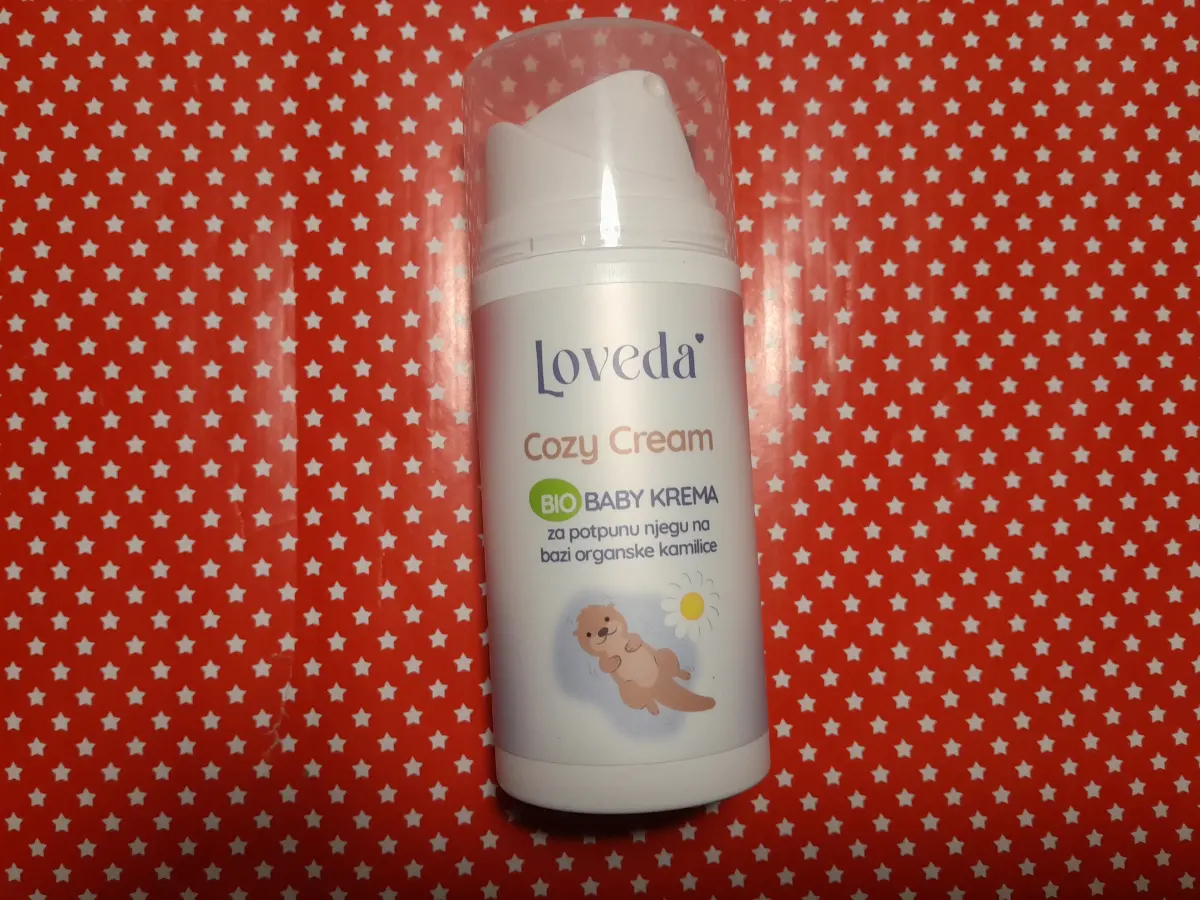 Loveda
Cozy Cream
BIO BABY KREMA
za potpunu njegu na
bazi organske kamilice